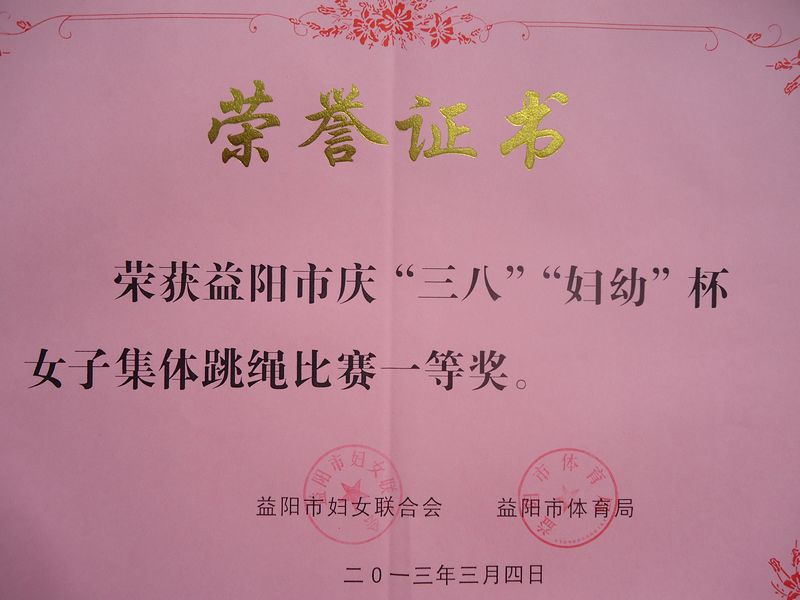 荣誉证书
荣获益阳市庆“三八”“妇幼”杯
女子集体跳绳比赛一等奖。
益阳市妇女联合会 益阳市体育局
二〇一三年三月四日